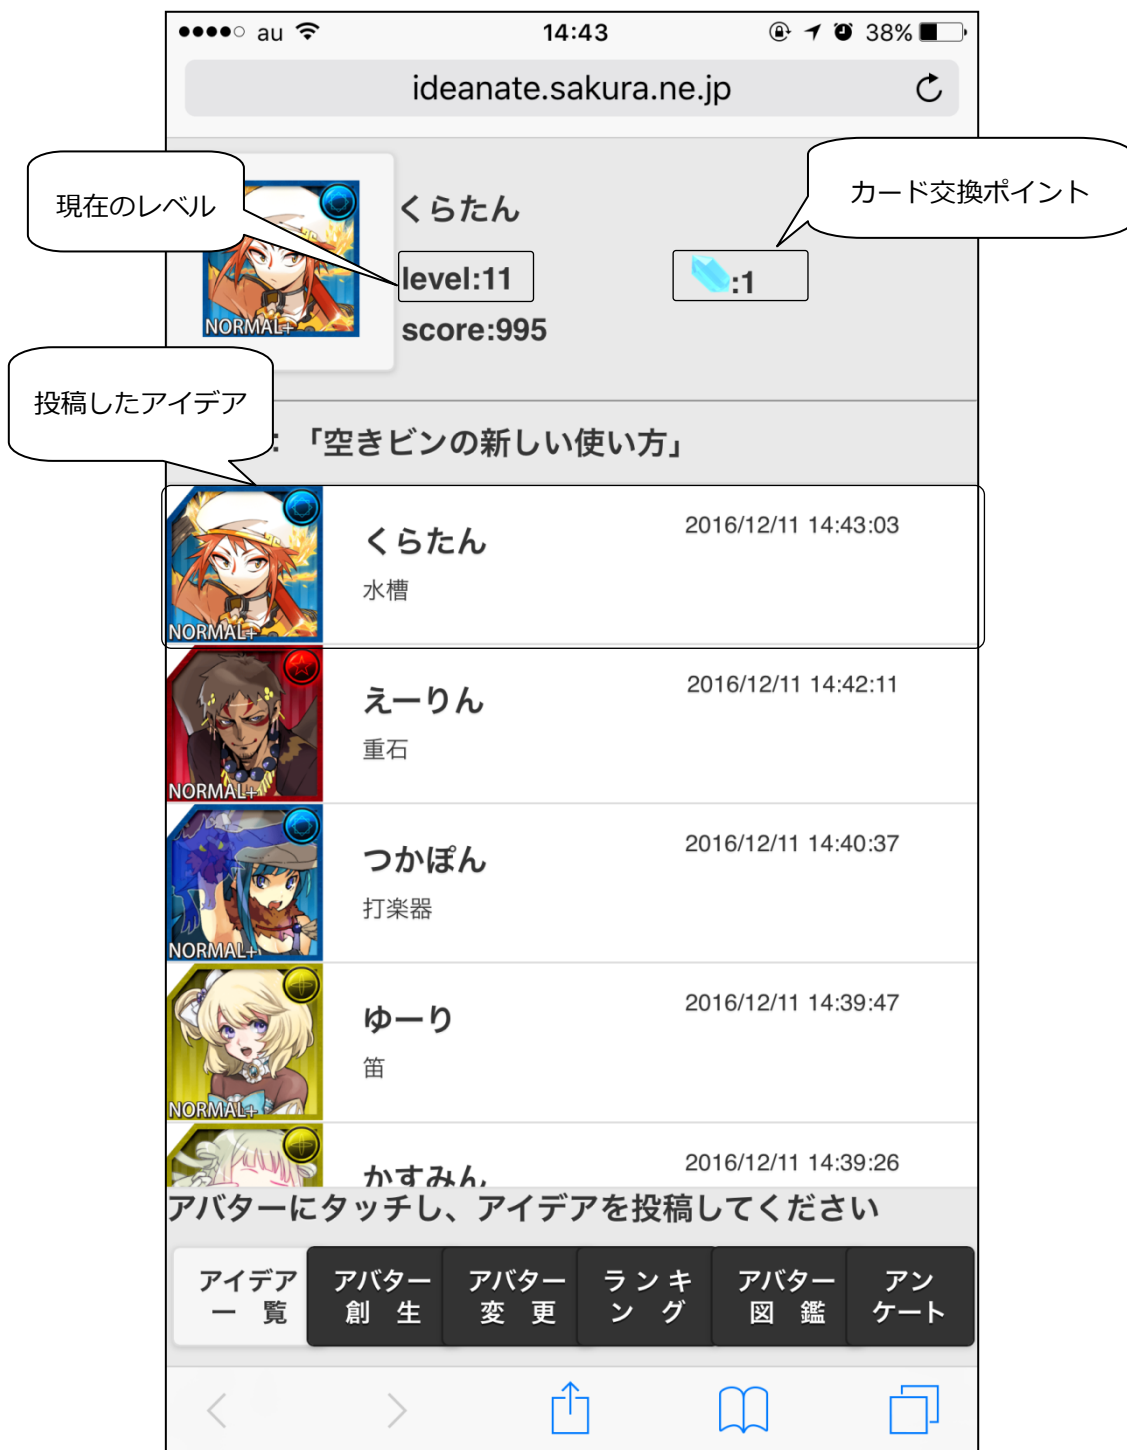 au 14:43 38%
ideanate.sakura.ne.jp
現在のレベル
カード交換ポイント
くらたん
level:11
:1
NORMAL+
score:995
投稿したアイデア
: 「空きビンの新しい使い方」
くらたん 2016/12/11 14:43:03
水槽
NORMAL+
えーりん 2016/12/11 14:42:11
重石
NORMAL+
つかぽん 2016/12/11 14:40:37
打楽器
NORMAL+
ゆーり 2016/12/11 14:39:47
笛
NORMAL+
かすみん 2016/12/11 14:39:26
アバターにタッチし、アイデアを投稿してください
アイデア
一 覧
アバター
創 生
アバター
変 更
ランキ
ン グ
アバター
図 鑑
アン
ケート